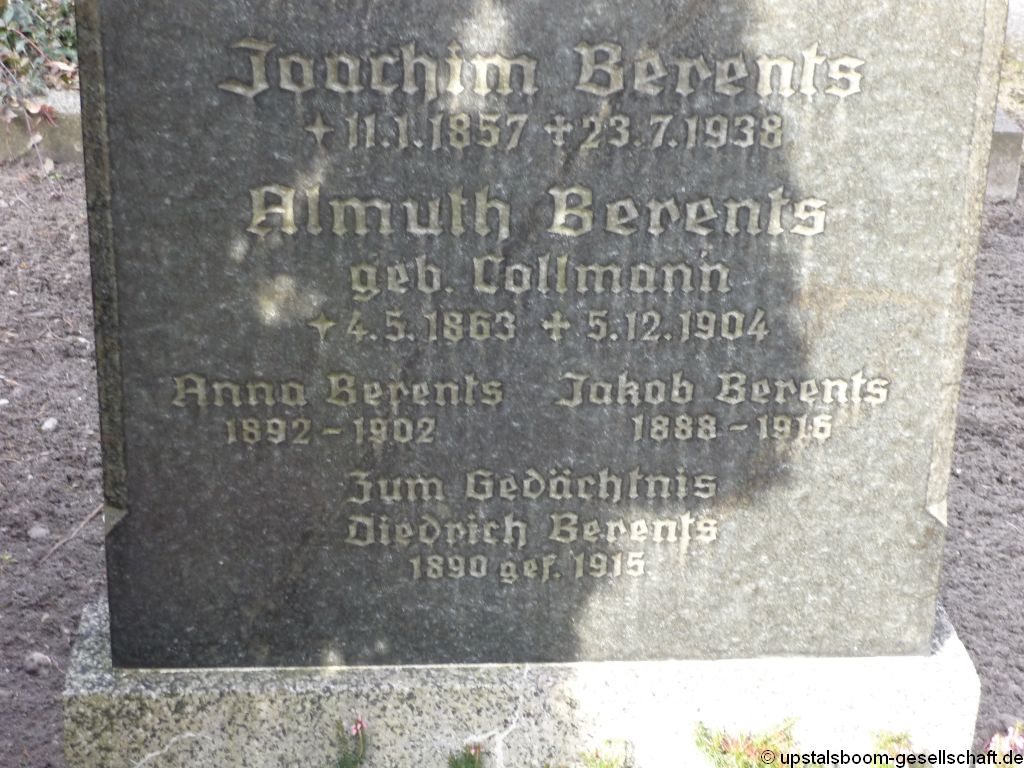 Joachim Berents
✦ 11.1.1857 ✝ 23.7.1938
Almuth Berents
geb. Collmann
✦ 4.5.1863 ✝ 5.12.1904
Anna Berents
1892 – 1902
Jakob Berents
1888 – 1916
Zum Gedächtnis
Diedrich Berents
1890 gef. 1915.
© upstalsboom-gesellschaft.de